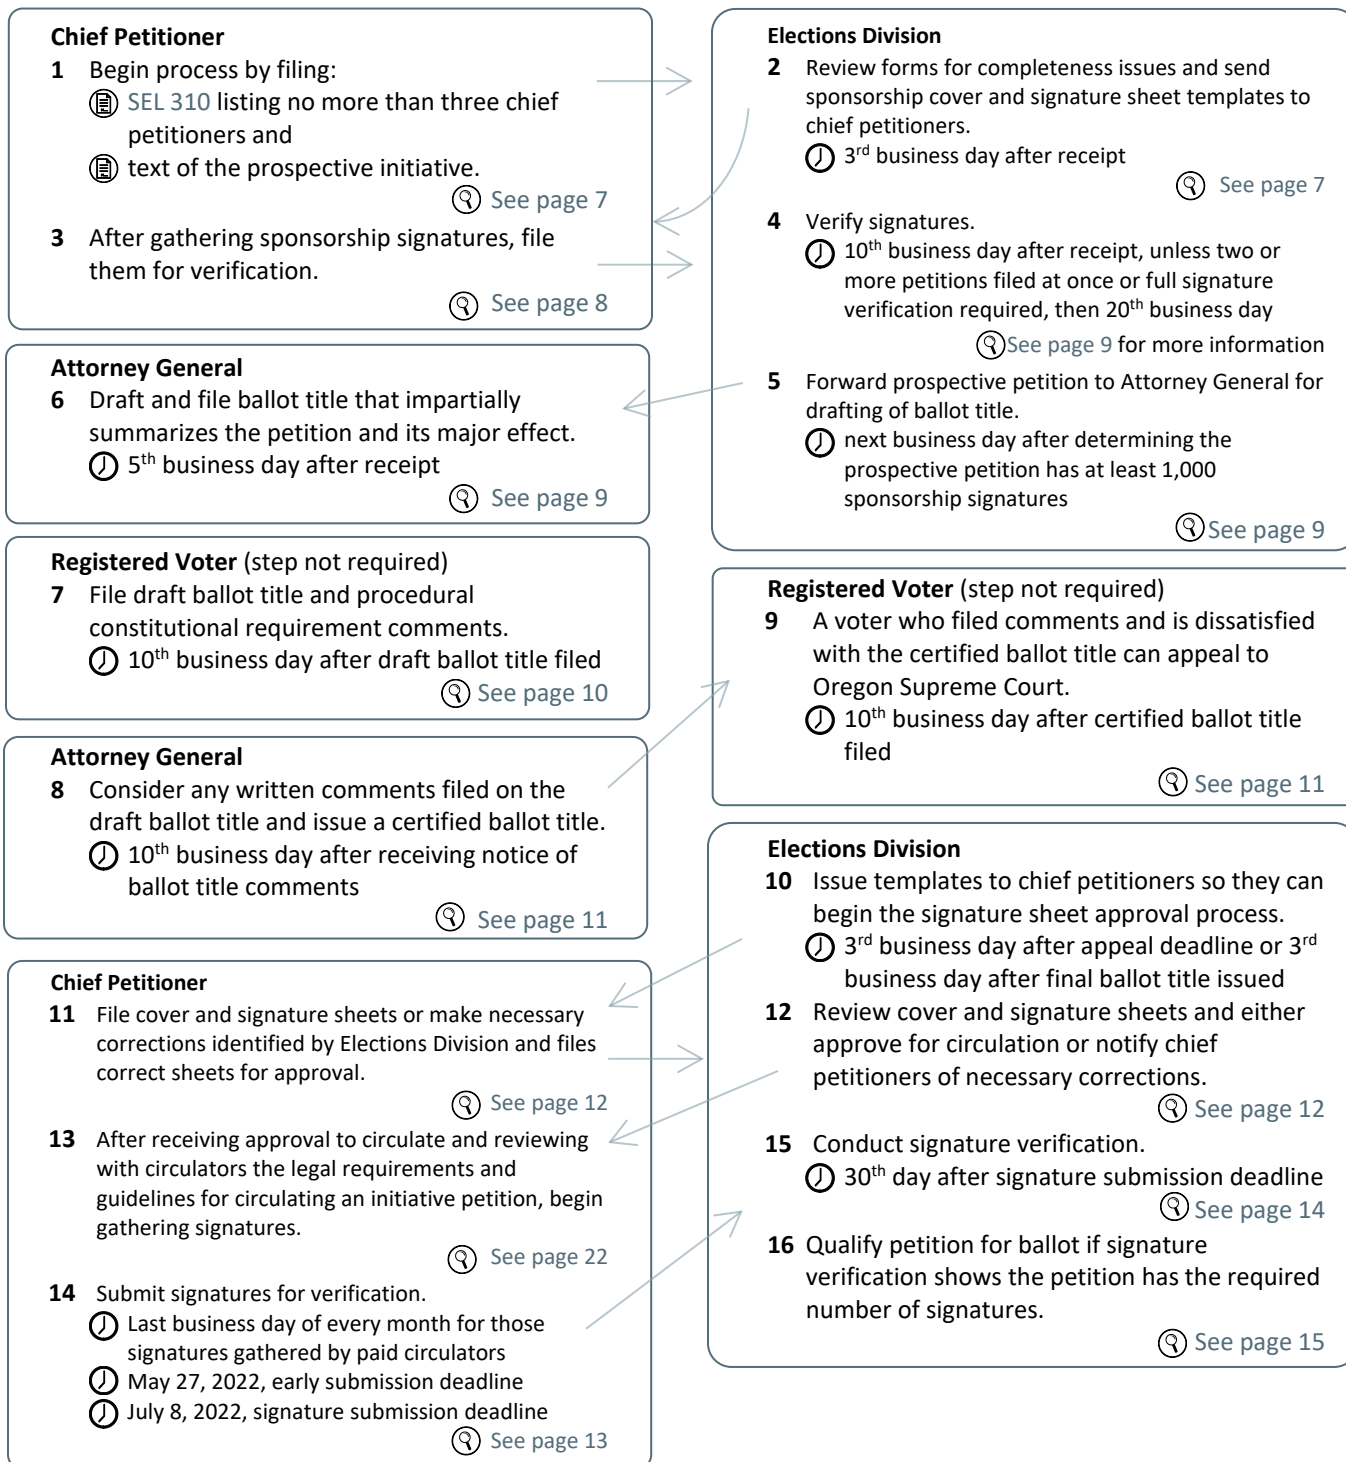 Chief Petitioner
1 Begin process by filing:
SEL 310 listing no more than three chief
petitioners and
text of the prospective initiative.
See page 7
3 After gathering sponsorship signatures, file
them for verification.
See page 8
Elections Division
2 Review forms for completeness issues and send
sponsorship cover and signature sheet templates to
chief petitioners.
3rd business day after receipt
See page 7
4 Verify signatures.
10th business day after receipt, unless two or
more petitions filed at once or full signature
verification required, then 20th business day
See page 9 for more information
5 Forward prospective petition to Attorney General for
drafting of ballot title.
next business day after determining the
prospective petition has at least 1,000
sponsorship signatures
See page 9
Attorney General
6 Draft and file ballot title that impartially
summarizes the petition and its major effect.
5th business day after receipt
See page 9
Registered Voter (step not required)
7 File draft ballot title and procedural
constitutional requirement comments.
10th business day after draft ballot title filed
See page 10
Attorney General
8 Consider any written comments filed on the
draft ballot title and issue a certified ballot title.
10th business day after receiving notice of
ballot title comments
See page 11
Registered Voter (step not required)
9 A voter who filed comments and is dissatisfied
with the certified ballot title can appeal to
Oregon Supreme Court.
10th business day after certified ballot title
filed
See page 11
Elections Division
10 Issue templates to chief petitioners so they can
begin the signature sheet approval process.
3rd business day after appeal deadline or 3rd
business day after final ballot title issued
12 Review cover and signature sheets and either
approve for circulation or notify chief
petitioners of necessary corrections.
See page 12
15 Conduct signature verification.
30th day after signature submission deadline
See page 14
16 Qualify petition for ballot if signature
verification shows the petition has the required
number of signatures.
See page 15
Chief Petitioner
11 File cover and signature sheets or make necessary
corrections identified by Elections Division and files
correct sheets for approval.
See page 12
13 After receiving approval to circulate and reviewing
with circulators the legal requirements and
guidelines for circulating an initiative petition, begin
gathering signatures.
See page 22
14 Submit signatures for verification.
Last business day of every month for those
signatures gathered by paid circulators
May 27, 2022, early submission deadline
July 8, 2022, signature submission deadline
See page 13